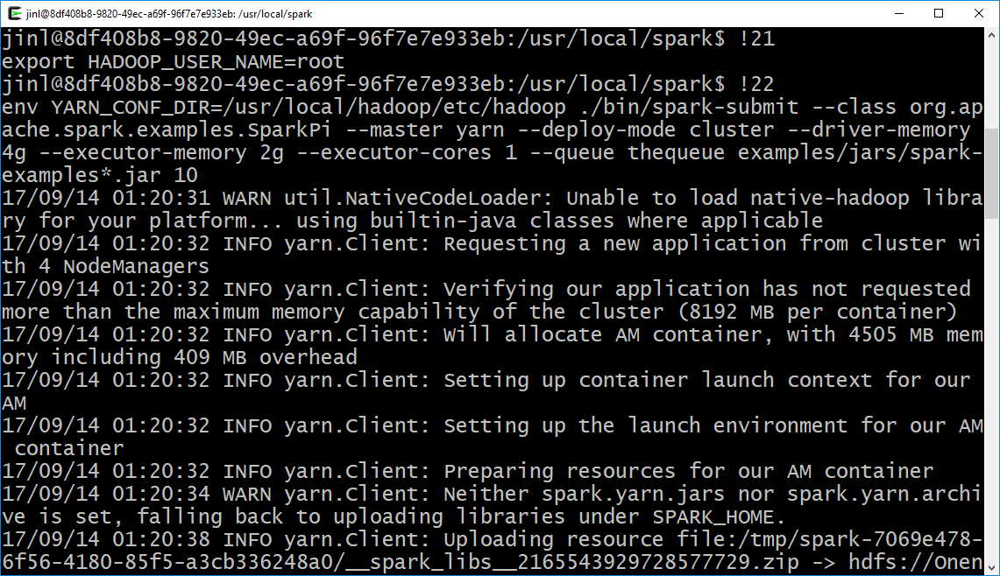 jinl@8df408b8-9820-49ec-a69f-96f7e7e933eb: /usr/local/spark
jinl@8df408b8-9820-49ec-a69f-96f7e7e933eb:/usr/local/spark$ !21
export HADOOP_USER_NAME=root
jinl@8df408b8-9820-49ec-a69f-96f7e7e933eb:/usr/local/spark$ !22
env YARN_CONF_DIR=/usr/local/hadoop/etc/hadoop ./bin/spark-submit --class org.ap
ache.spark.examples.SparkPi --master yarn --deploy-mode cluster --driver-memory
4g --executor-memory 2g --executor-cores 1 --queue thequeue examples/jars/spark-
examples*.jar 10
17/09/14 01:20:31 WARN util.NativeCodeLoader: Unable to load native-hadoop libra
ry for your platform... using builtin-java classes where applicable
17/09/14 01:20:32 INFO yarn.Client: Requesting a new application from cluster wi
th 4 NodeManagers
17/09/14 01:20:32 INFO yarn.Client: Verifying our application has not requested
more than the maximum memory capability of the cluster (8192 MB per container)
17/09/14 01:20:32 INFO yarn.Client: Will allocate AM container, with 4505 MB mem
ory including 409 MB overhead
17/09/14 01:20:32 INFO yarn.Client: Setting up container launch context for our
AM
17/09/14 01:20:32 INFO yarn.Client: Setting up the launch environment for our AM
 container
17/09/14 01:20:32 INFO yarn.Client: Preparing resources for our AM container
17/09/14 01:20:34 WARN yarn.Client: Neither spark.yarn.jars nor spark.yarn.archi
ve is set, falling back to uploading libraries under SPARK_HOME.
17/09/14 01:20:38 INFO yarn.Client: Uploading resource file:/tmp/spark-7069e478-
6f56-4180-85f5-a3cb336248a0/__spark_libs__2165543929728577729.zip -> hdfs://Onen